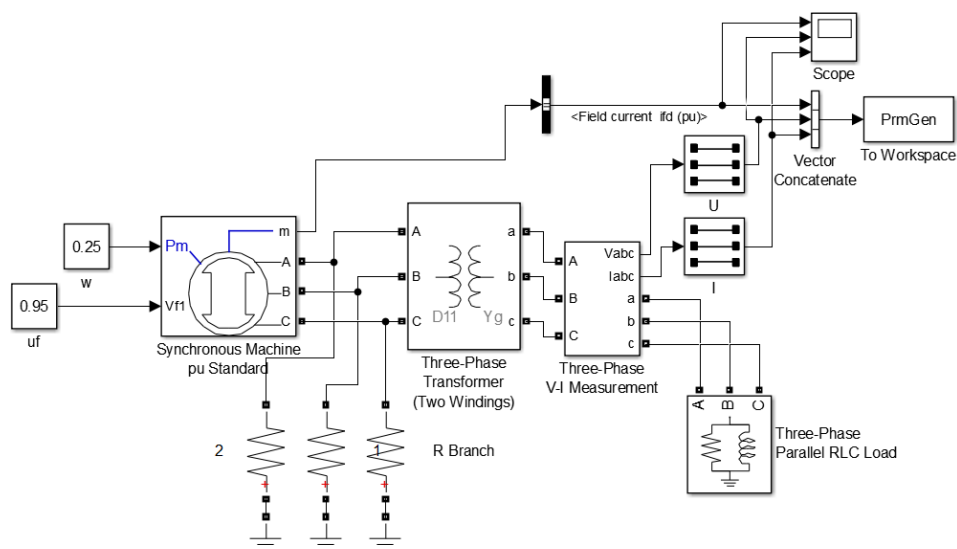 Scope
<Field current ifd (pu)>
PrmGen
To Workspace
Vector
Concatenate
U
I
0.25
w
0.95
uf
Pm
Vf1
m
A
B
C
Synchronous Machine
pu Standard
A
B
C
a
b
c
D11 Yg
Three-Phase
Transformer
(Two Windings)
A
B
C
Vabc
Iabc
a
b
c
Three-Phase
V-I Measurement
A B C
Three-Phase
Parallel RLC Load
2
1
R Branch